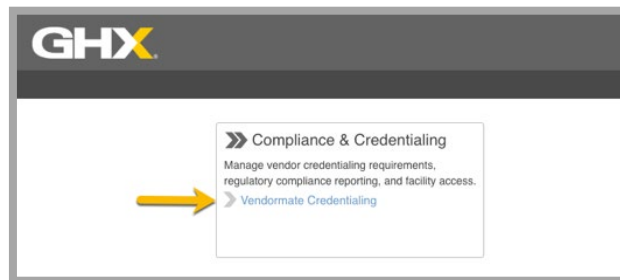 GHX
Compliance & Credentialing
Manage vendor credentialing requirements,
regulatory compliance reporting, and facility access.
Vendormate Credentialing